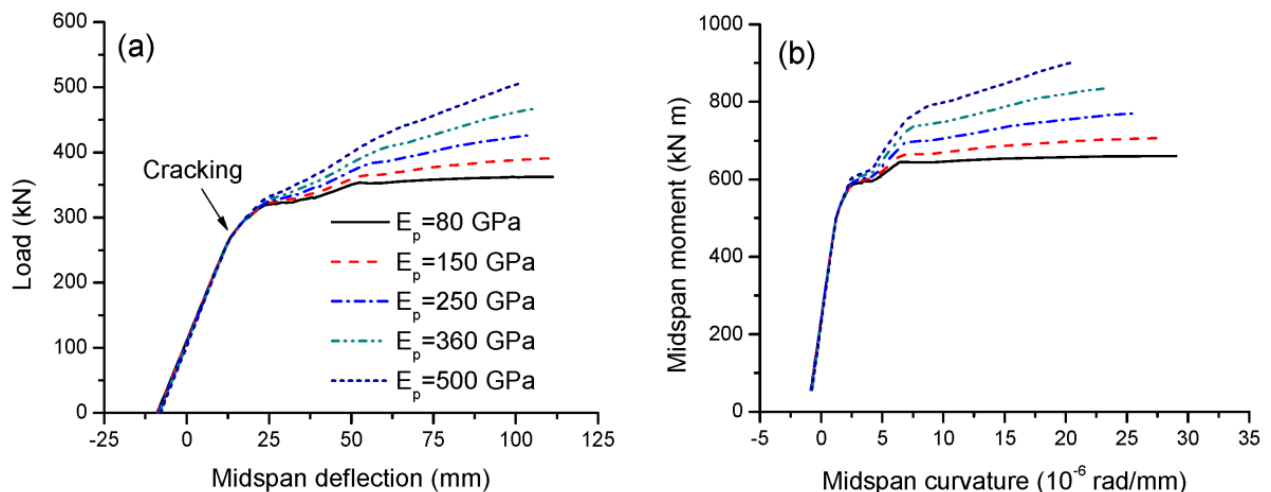 (a)
600
500
400
300
200
100
0
Load (kN)
Cracking
E_p=80 GPa
E_p=150 GPa
E_p=250 GPa
E_p=360 GPa
E_p=500 GPa
-25 0 25 50 75 100 125
Midspan deflection (mm)
(b)
1000
800
600
400
200
0
Midspan moment (kN m)
-5 0 5 10 15 20 25 30 35
Midspan curvature (10^-6 rad/mm)